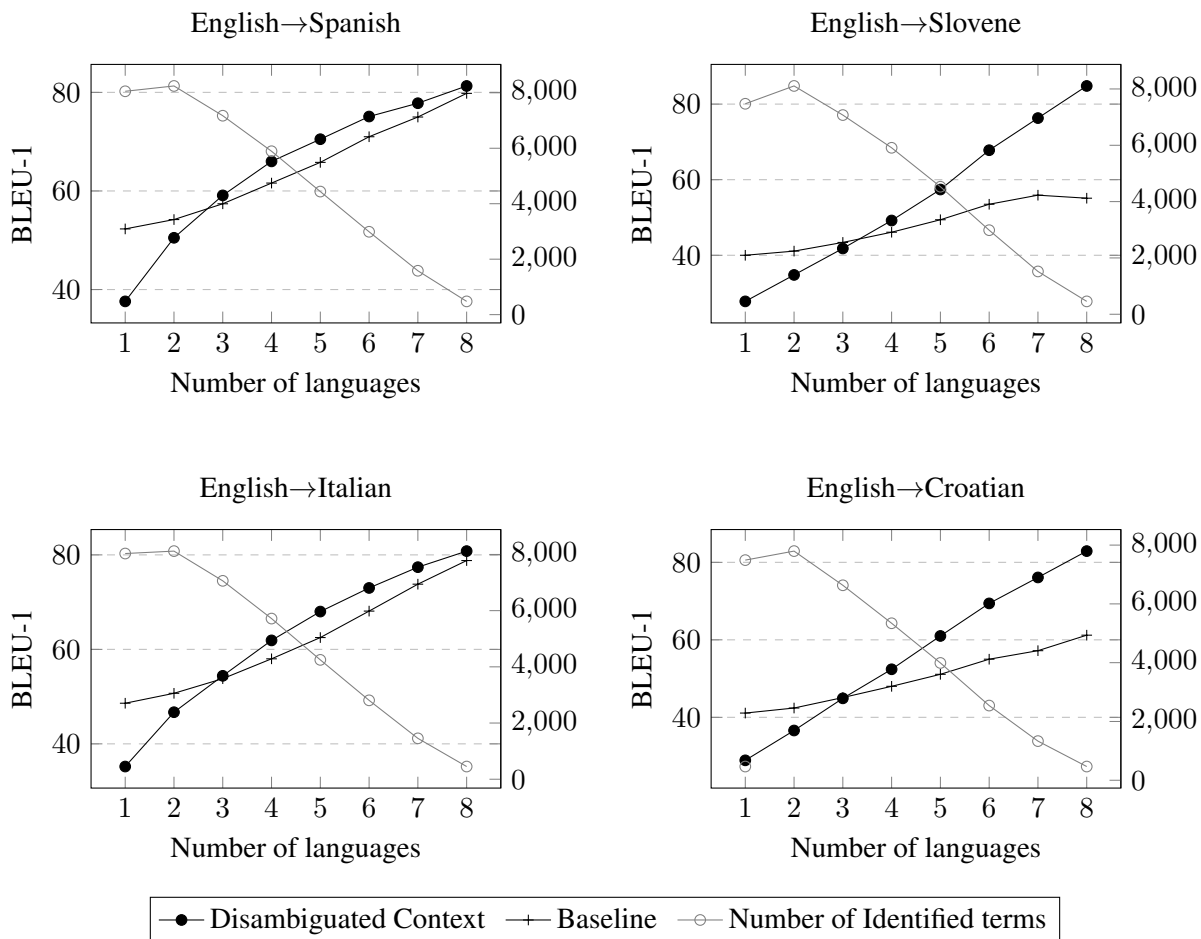 English→Spanish
80
60
40
BLEU-1
8,000
6,000
4,000
2,000
0
1 2 3 4 5 6 7 8
Number of languages
English→Slovene
80
60
40
BLEU-1
8,000
6,000
4,000
2,000
0
1 2 3 4 5 6 7 8
Number of languages
English→Italian
80
60
40
BLEU-1
8,000
6,000
4,000
2,000
0
1 2 3 4 5 6 7 8
Number of languages
English→Croatian
80
60
40
BLEU-1
8,000
6,000
4,000
2,000
0
1 2 3 4 5 6 7 8
Number of languages
Disambiguated Context Baseline Number of Identified terms